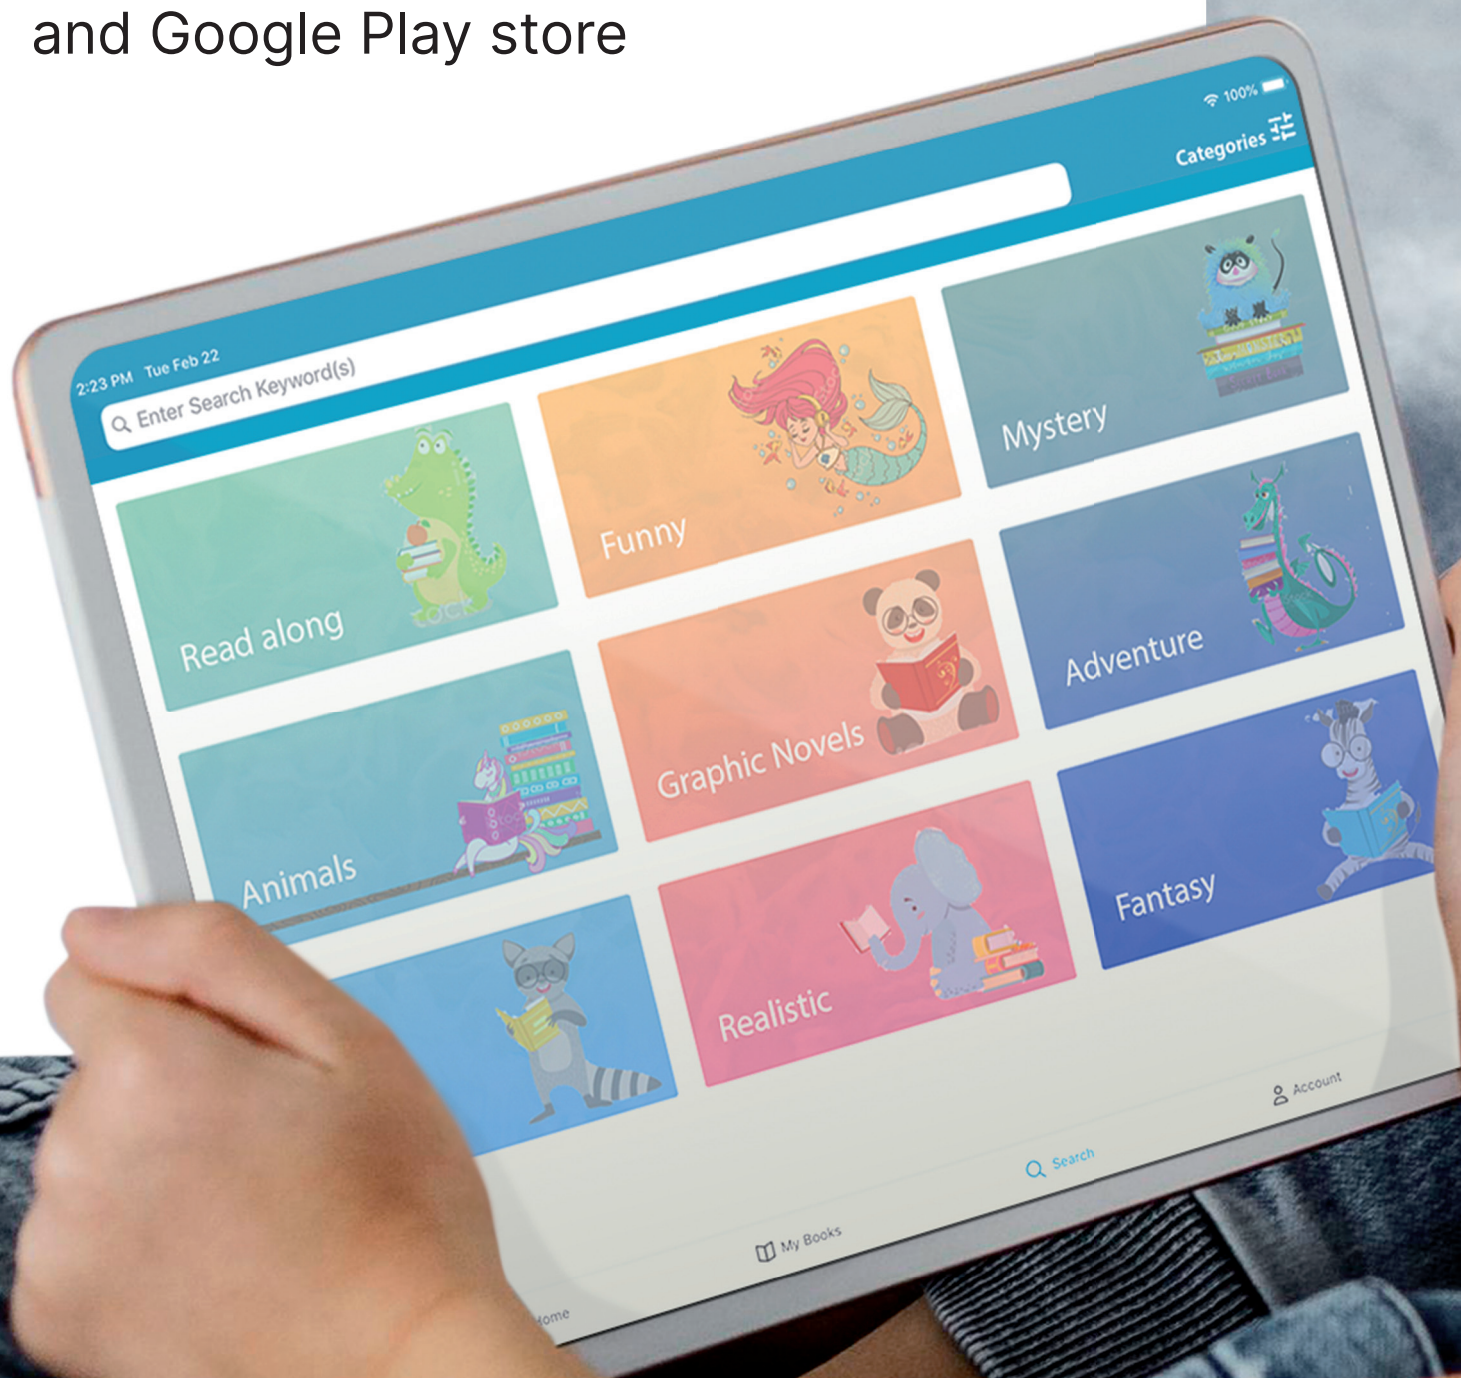 and Google Play store
100%
Categories
2:23 PM Tue Feb 22
Enter Search Keyword(s)
Read along
Funny
Mystery
Animals
Graphic Novels
Adventure
Realistic
Fantasy
My Books
Search
Account